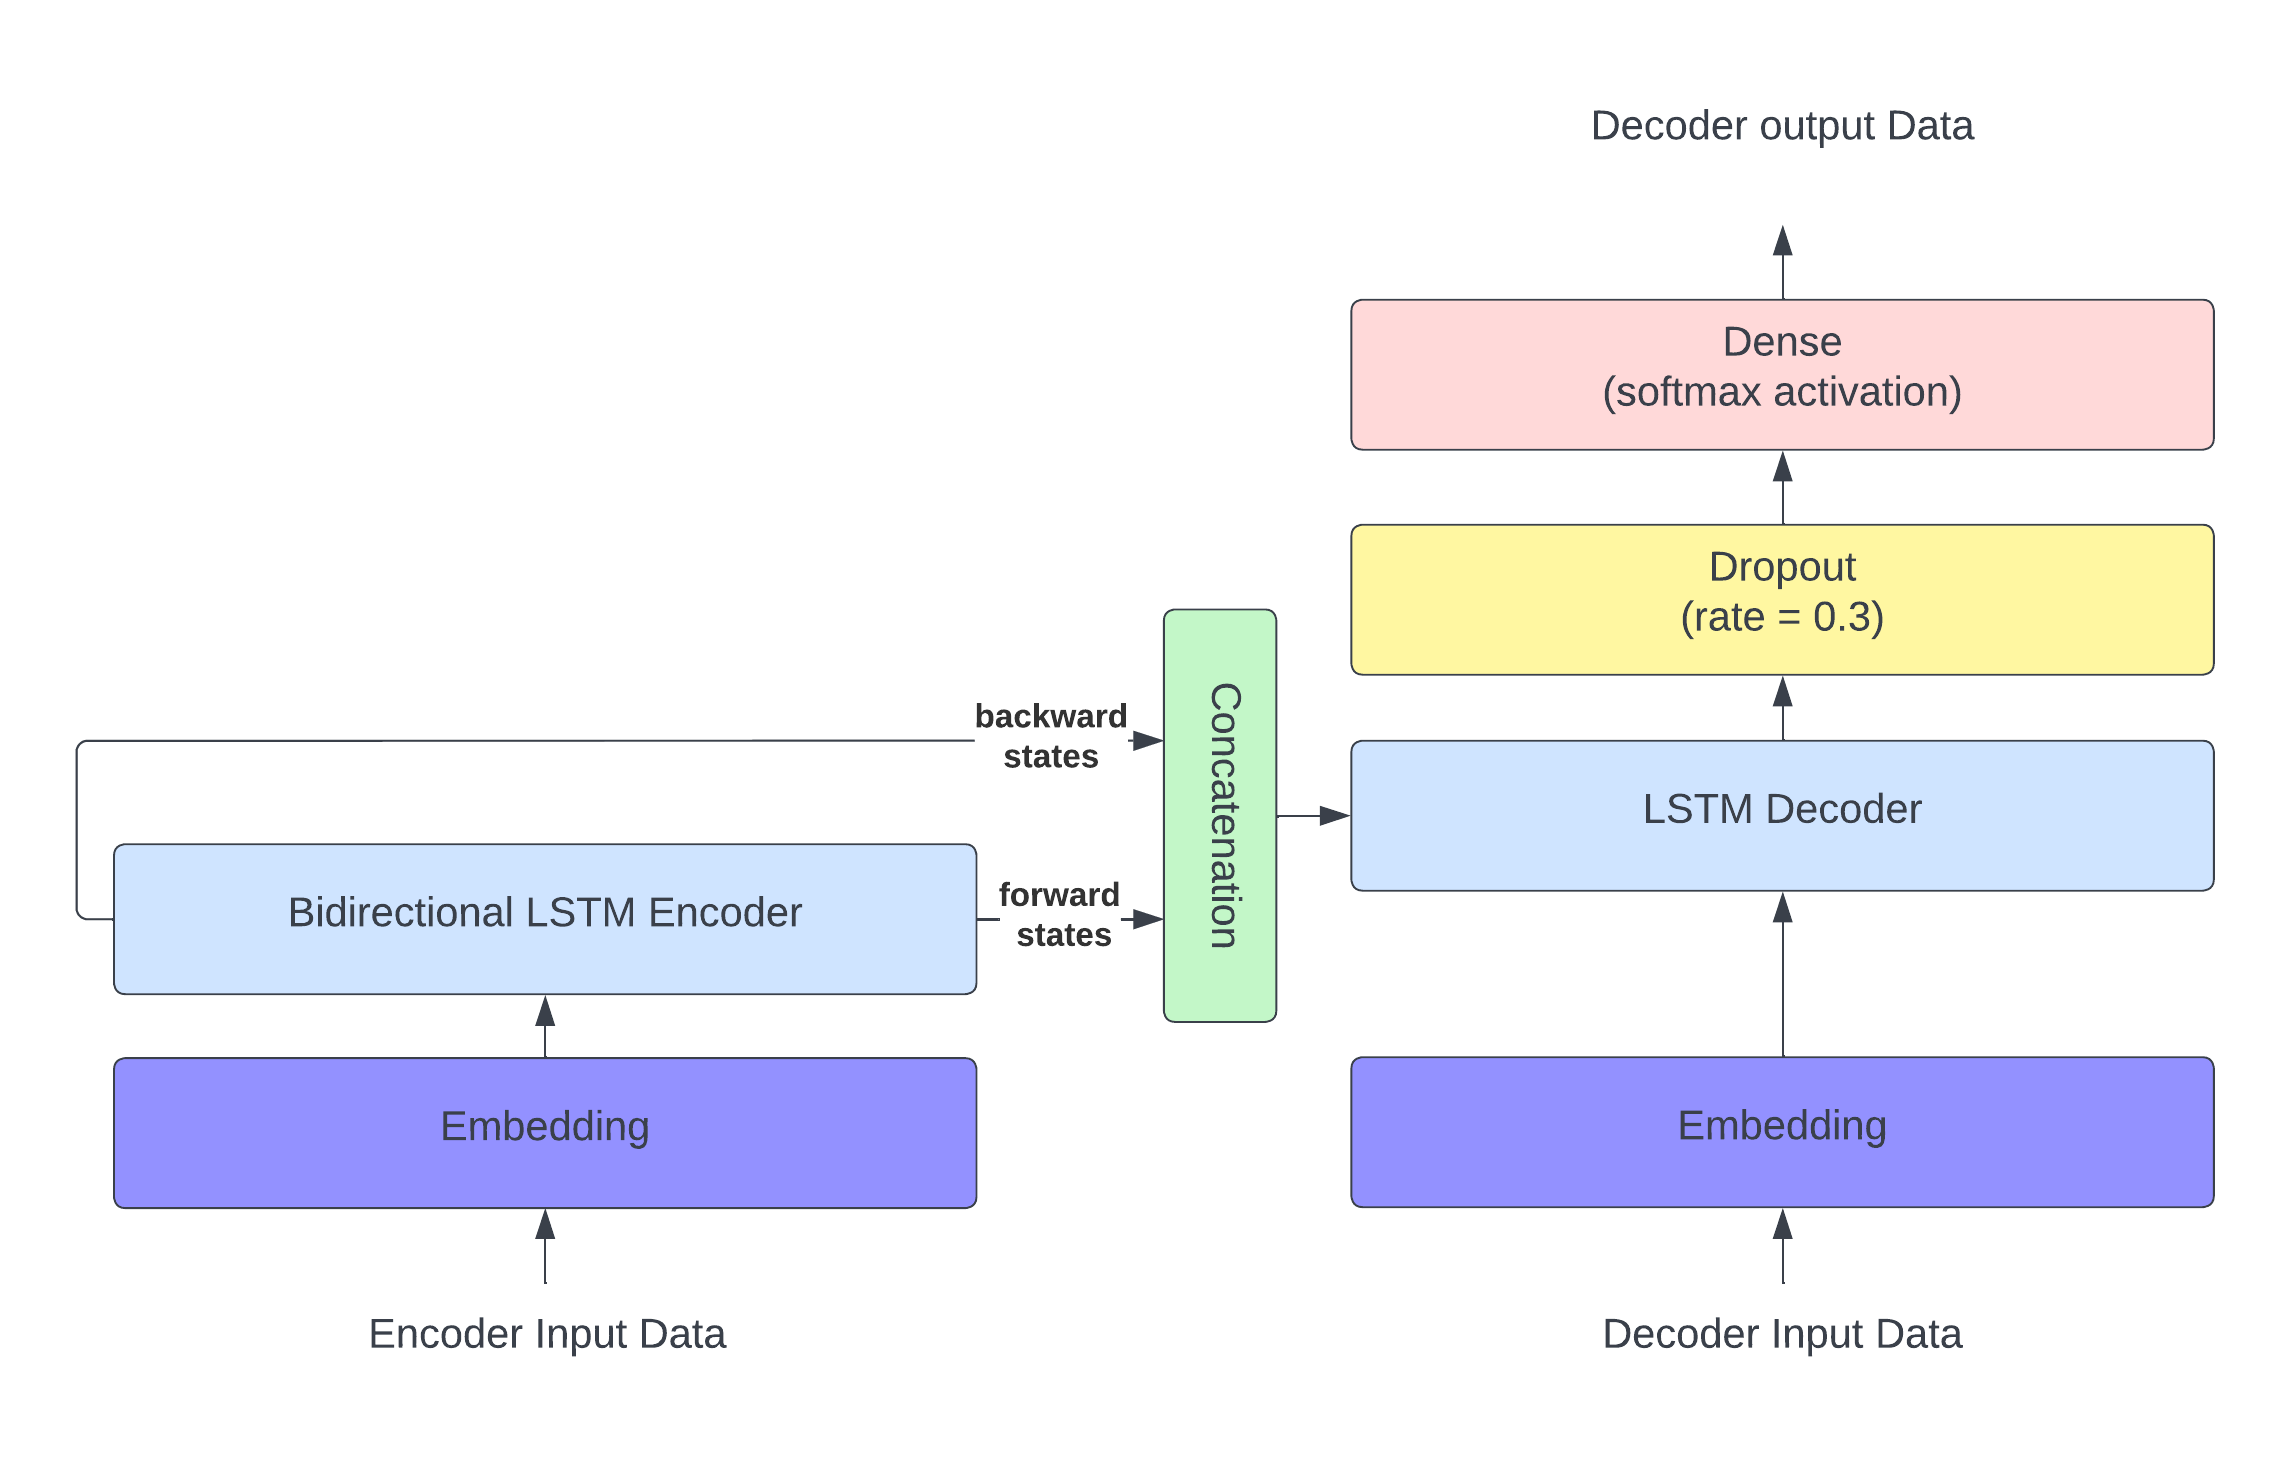 Decoder output Data
Dense
(softmax activation)
Dropout
(rate = 0.3)
backward
states
Concatenation
LSTM Decoder
Bidirectional LSTM Encoder
forward
states
Embedding
Embedding
Encoder Input Data
Decoder Input Data